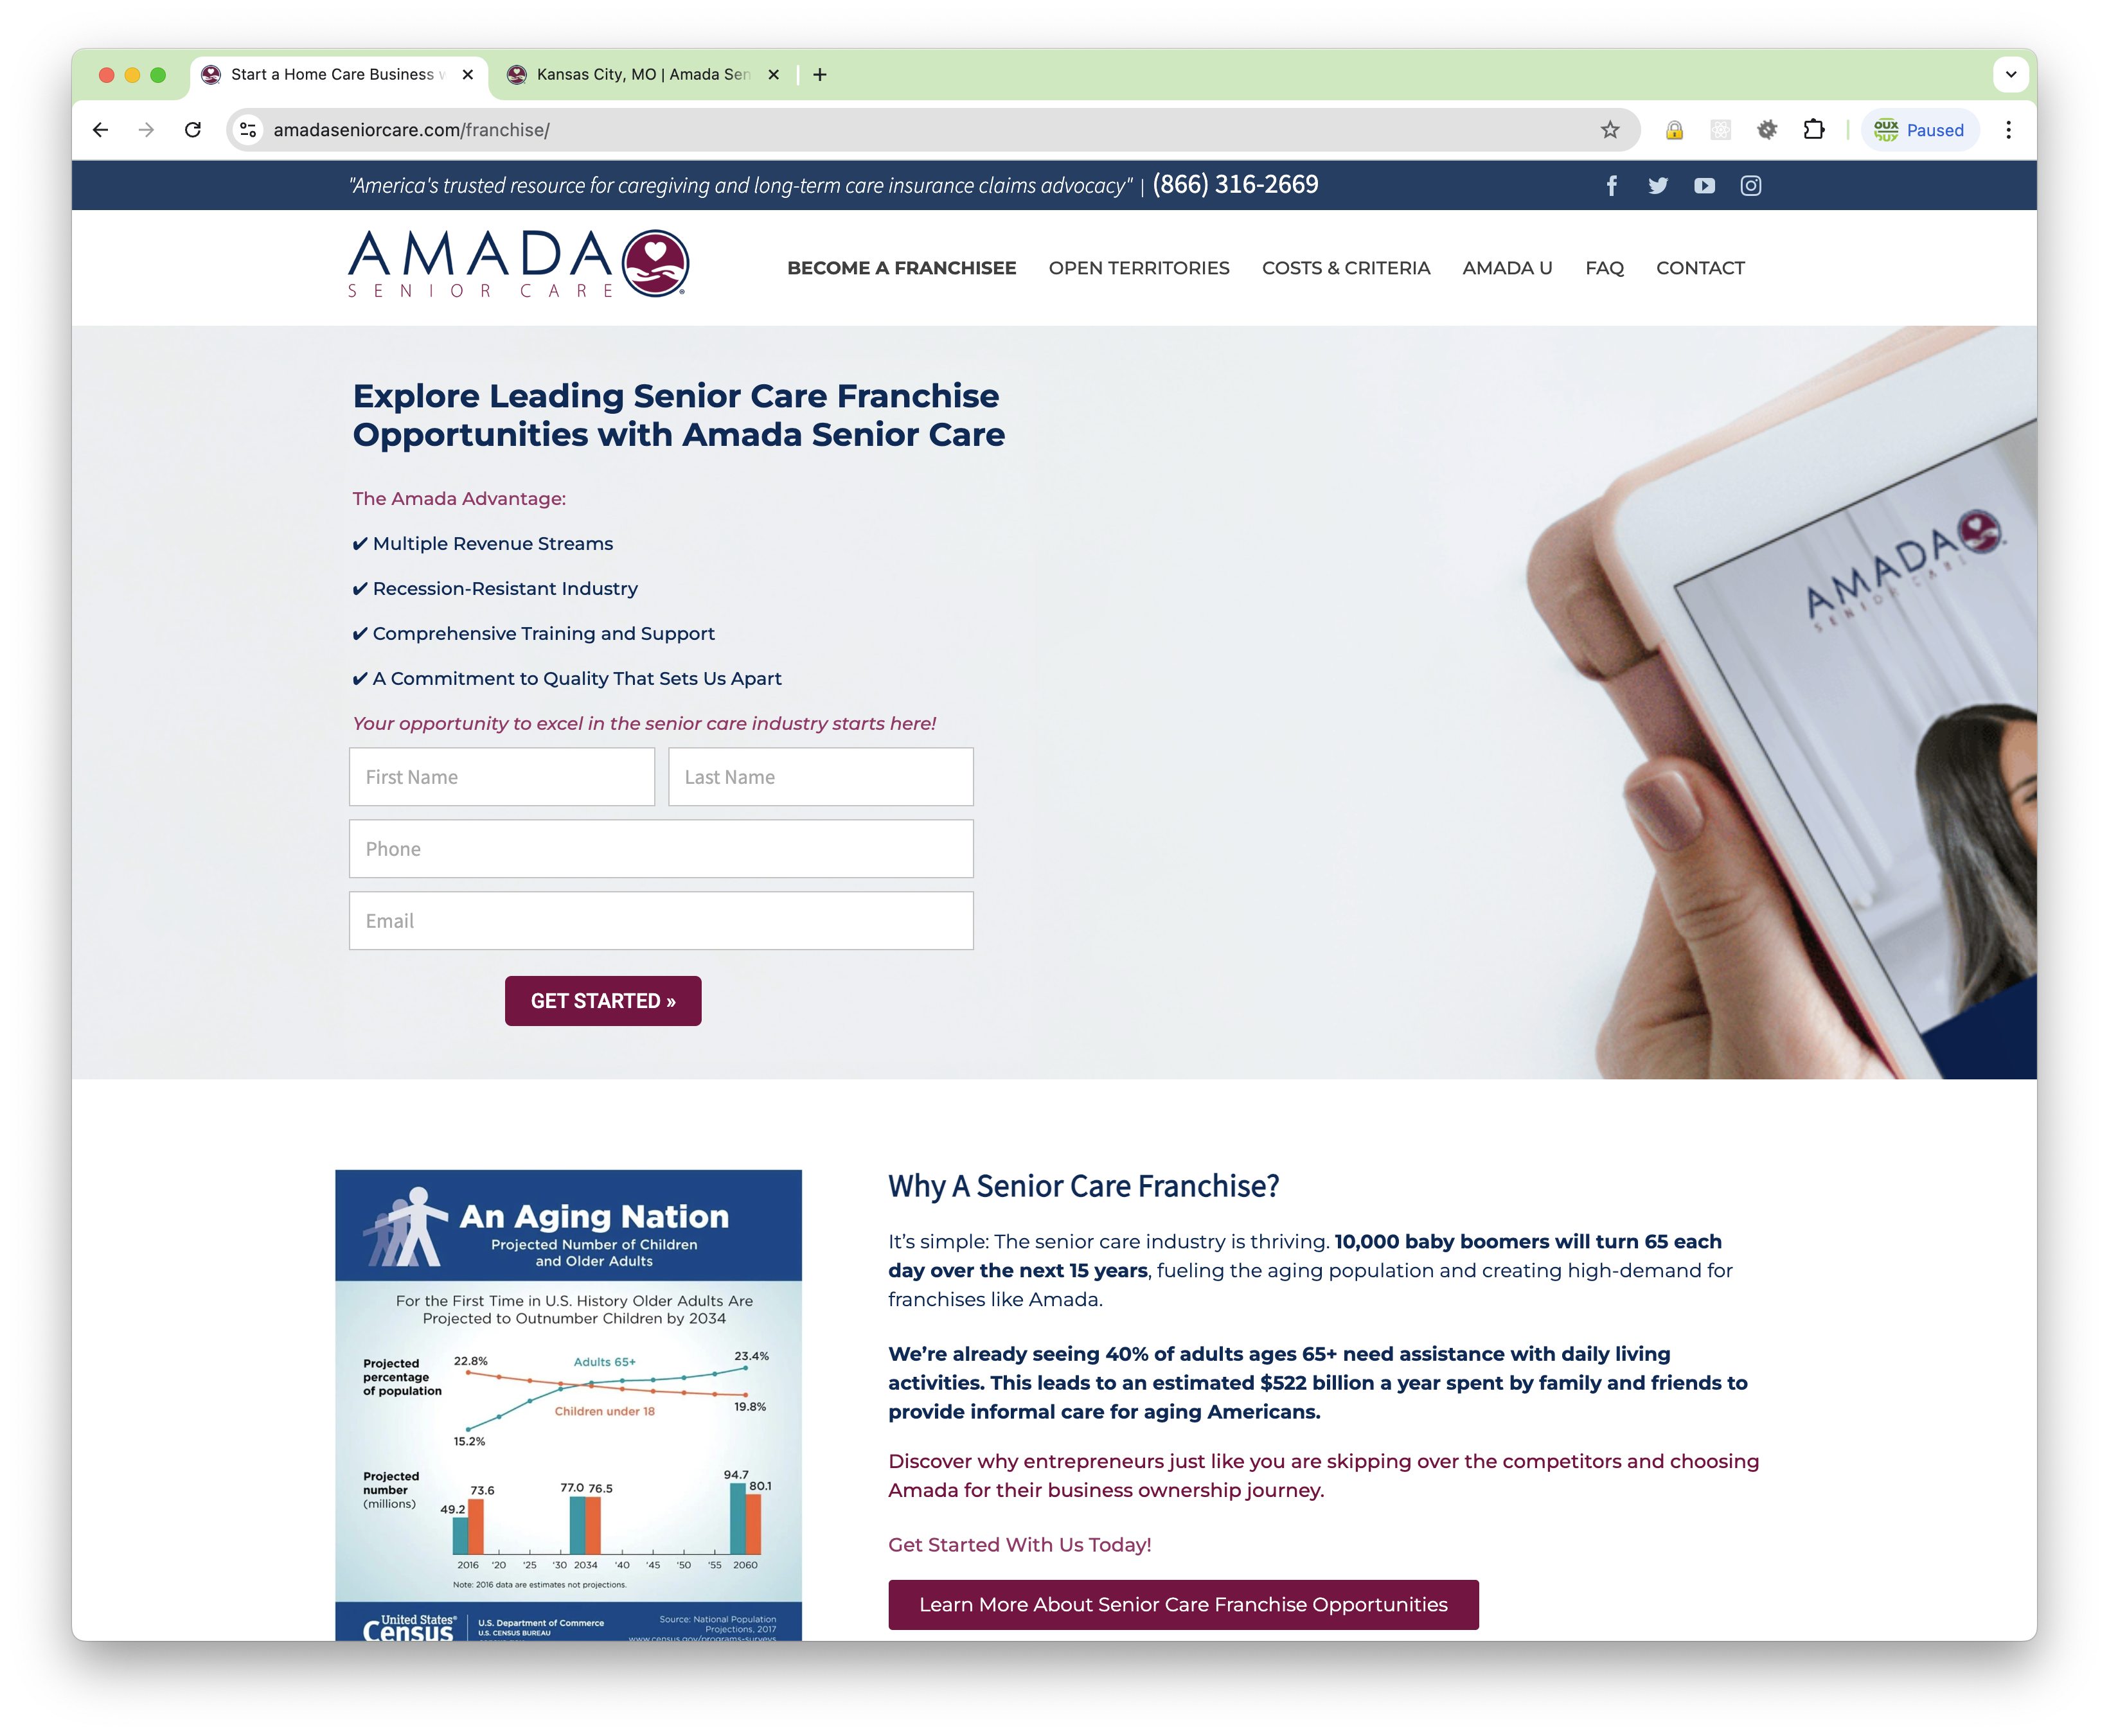 Start a Home Care Business w
Kansas City, MO | Amada Sen
amadaseniorcare.com/franchise/
Paused
"America's trusted resource for caregiving and long-term care insurance claims advocacy" | (866) 316-2669
AMADA
SENIOR CARE
BECOME A FRANCHISEE
OPEN TERRITORIES
COSTS & CRITERIA
AMADA U
FAQ
CONTACT
Explore Leading Senior Care Franchise
Opportunities with Amada Senior Care
The Amada Advantage:
✔ Multiple Revenue Streams
✔ Recession-Resistant Industry
✔ Comprehensive Training and Support
✔ A Commitment to Quality That Sets Us Apart
Your opportunity to excel in the senior care industry starts here!
First Name
Last Name
Phone
Email
GET STARTED »
AMADA
SENIOR CARE
An Aging Nation
Projected Number of Children
and Older Adults
For the First Time in U.S. History Older Adults Are
Projected to Outnumber Children by 2034
Projected
percentage
of population
22.8%
Adults 65+
23.4%
Children under 18
19.8%
15.2%
Projected
number
(millions)
49.2
73.6
77.0 76.5
94.7
80.1
2016 '20 '25 '30 2034 '40 '45 '50 '55 2060
Note: 2016 data are estimates not projections.
United States®
Census
U.S. Department of Commerce
U.S. CENSUS BUREAU
Source: National Population
Projections, 2017
www.census.gov/programs-surveys
Why A Senior Care Franchise?
It's simple: The senior care industry is thriving. 10,000 baby boomers will turn 65 each
day over the next 15 years, fueling the aging population and creating high-demand for
franchises like Amada.
We're already seeing 40% of adults ages 65+ need assistance with daily living
activities. This leads to an estimated $522 billion a year spent by family and friends to
provide informal care for aging Americans.
Discover why entrepreneurs just like you are skipping over the competitors and choosing
Amada for their business ownership journey.
Get Started With Us Today!
Learn More About Senior Care Franchise Opportunities